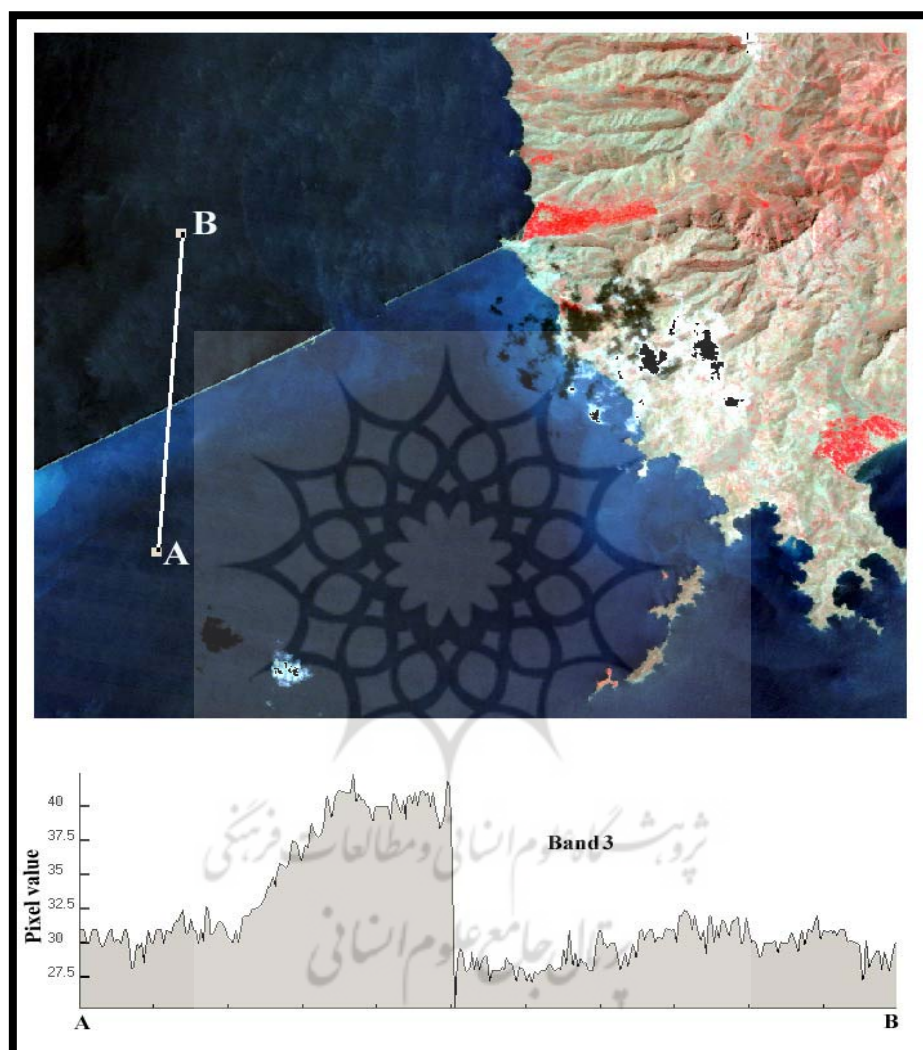 B
A
Pixel value
40
37.5
35
32.5
30
27.5
Band 3
پژوهشگاه علوم انسانی و مطالعات فرهنگی
پرتال جامع علوم انسانی
A
B